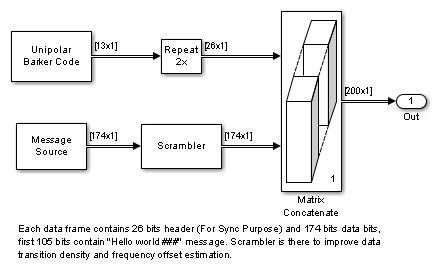 [13x1]
[26x1]
Unipolar
Barker Code
Repeat
2x
[200x1]
1
Out
[174x1]
[174x1]
Message
Source
Scrambler
1
Matrix
Concatenate
Each data frame contains 26 bits header (For Sync Purpose) and 174 bits data bits,
first 105 bits contain "Hello world ###" message. Scrambler is there to improve data
transition density and frequency offset estimation.